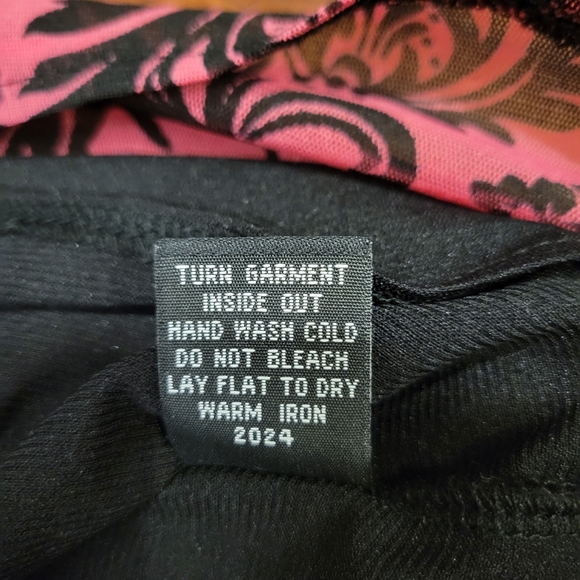 TURN GARMENT
INSIDE OUT
HAND WASH COLD
DO NOT BLEACH
LAY FLAT TO DRY
WARM IRON
2024